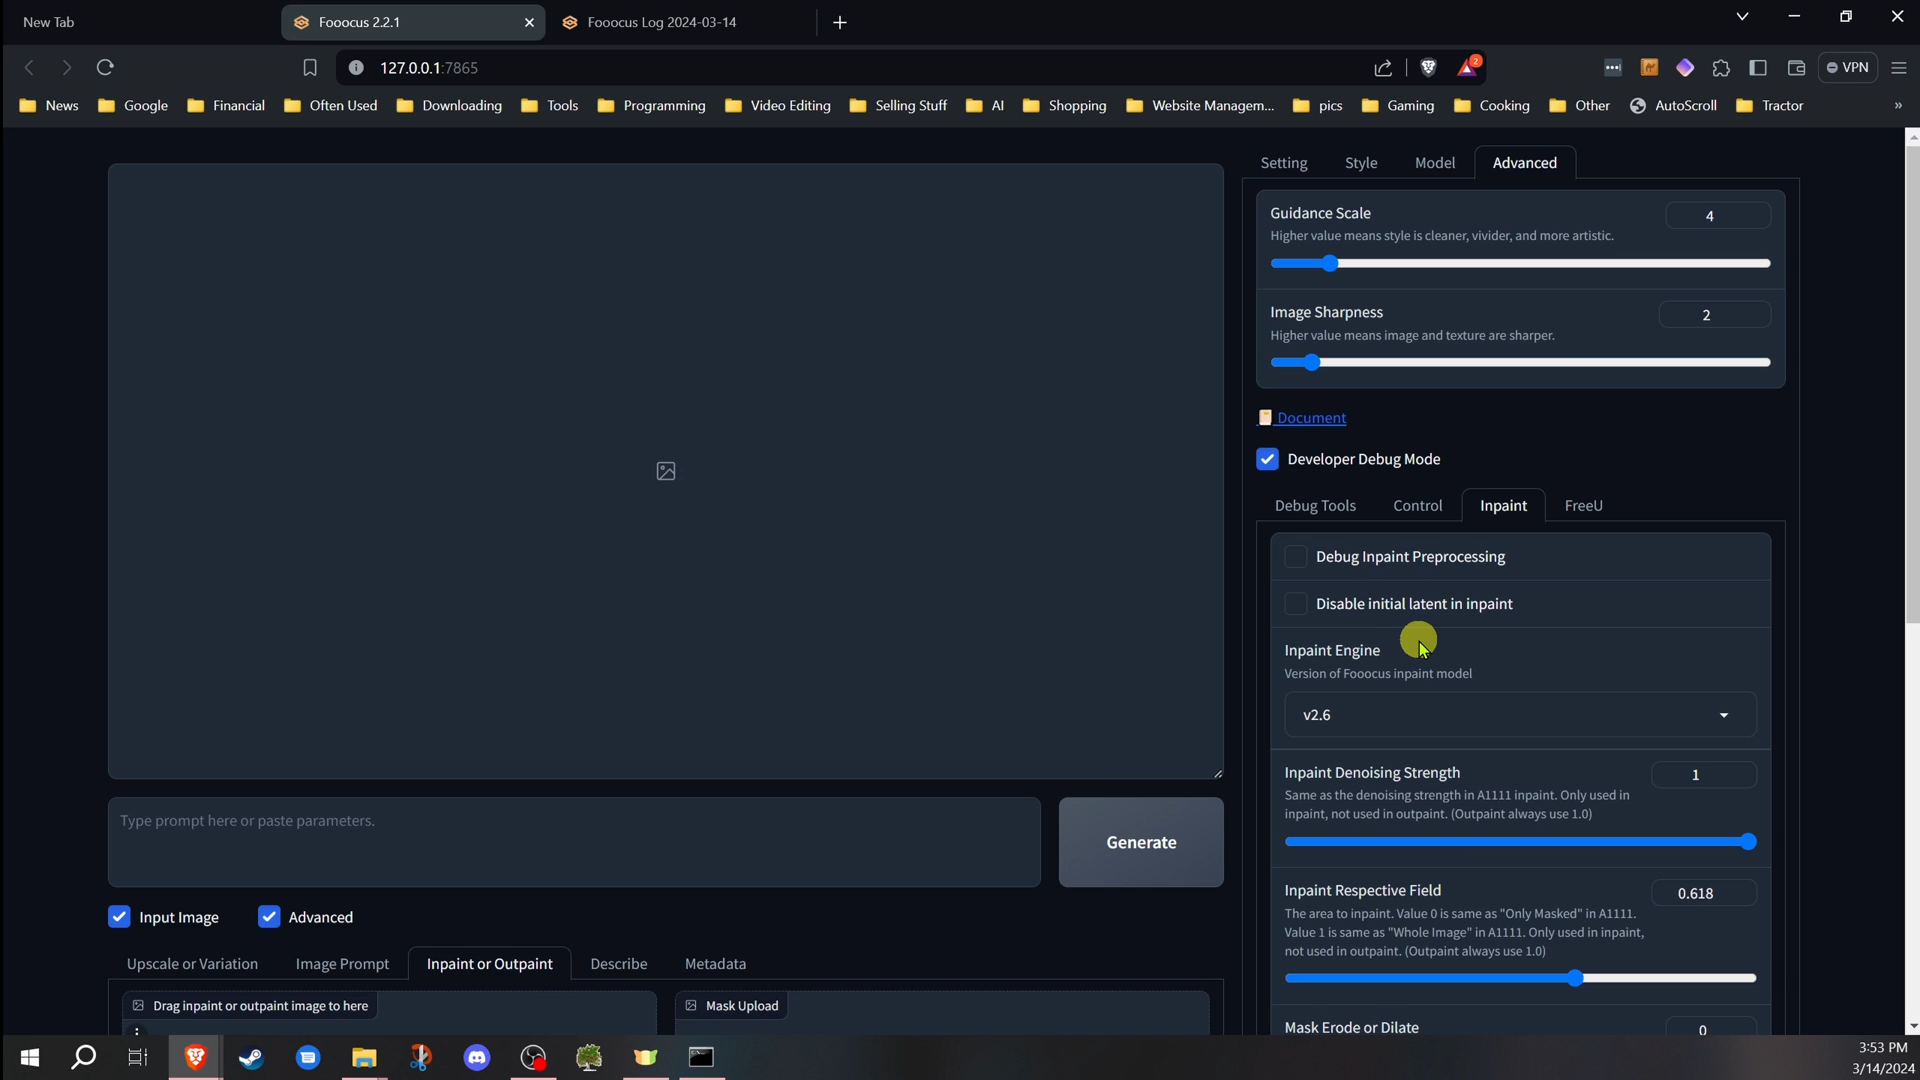 New Tab
Fooocus 2.2.1
Fooocus Log 2024-03-14
127.0.0.1:7865
2
VPN
News
Google
Financial
Often Used
Downloading
Tools
Programming
Video Editing
Selling Stuff
AI
Shopping
Website Managem...
pics
Gaming
Cooking
Other
AutoScroll
Tractor
»
Setting
Style
Model
Advanced
Guidance Scale
4
Higher value means style is cleaner, vivider, and more artistic.
Image Sharpness
2
Higher value means image and texture are sharper.
Document
Developer Debug Mode
Debug Tools
Control
Inpaint
FreeU
Debug Inpaint Preprocessing
Disable initial latent in inpaint
Inpaint Engine
Version of Fooocus inpaint model
v2.6
Inpaint Denoising Strength
1
Same as the denoising strength in A1111 inpaint. Only used in
inpaint, not used in outpaint. (Outpaint always use 1.0)
Inpaint Respective Field
0.618
The area to inpaint. Value 0 is same as "Only Masked" in A1111.
Value 1 is same as "Whole Image" in A1111. Only used in inpaint,
not used in outpaint. (Outpaint always use 1.0)
Mask Erode or Dilate
0
Type prompt here or paste parameters.
Generate
Input Image
Advanced
Upscale or Variation
Image Prompt
Inpaint or Outpaint
Describe
Metadata
Drag inpaint or outpaint image to here
Mask Upload
3:53 PM
3/14/2024